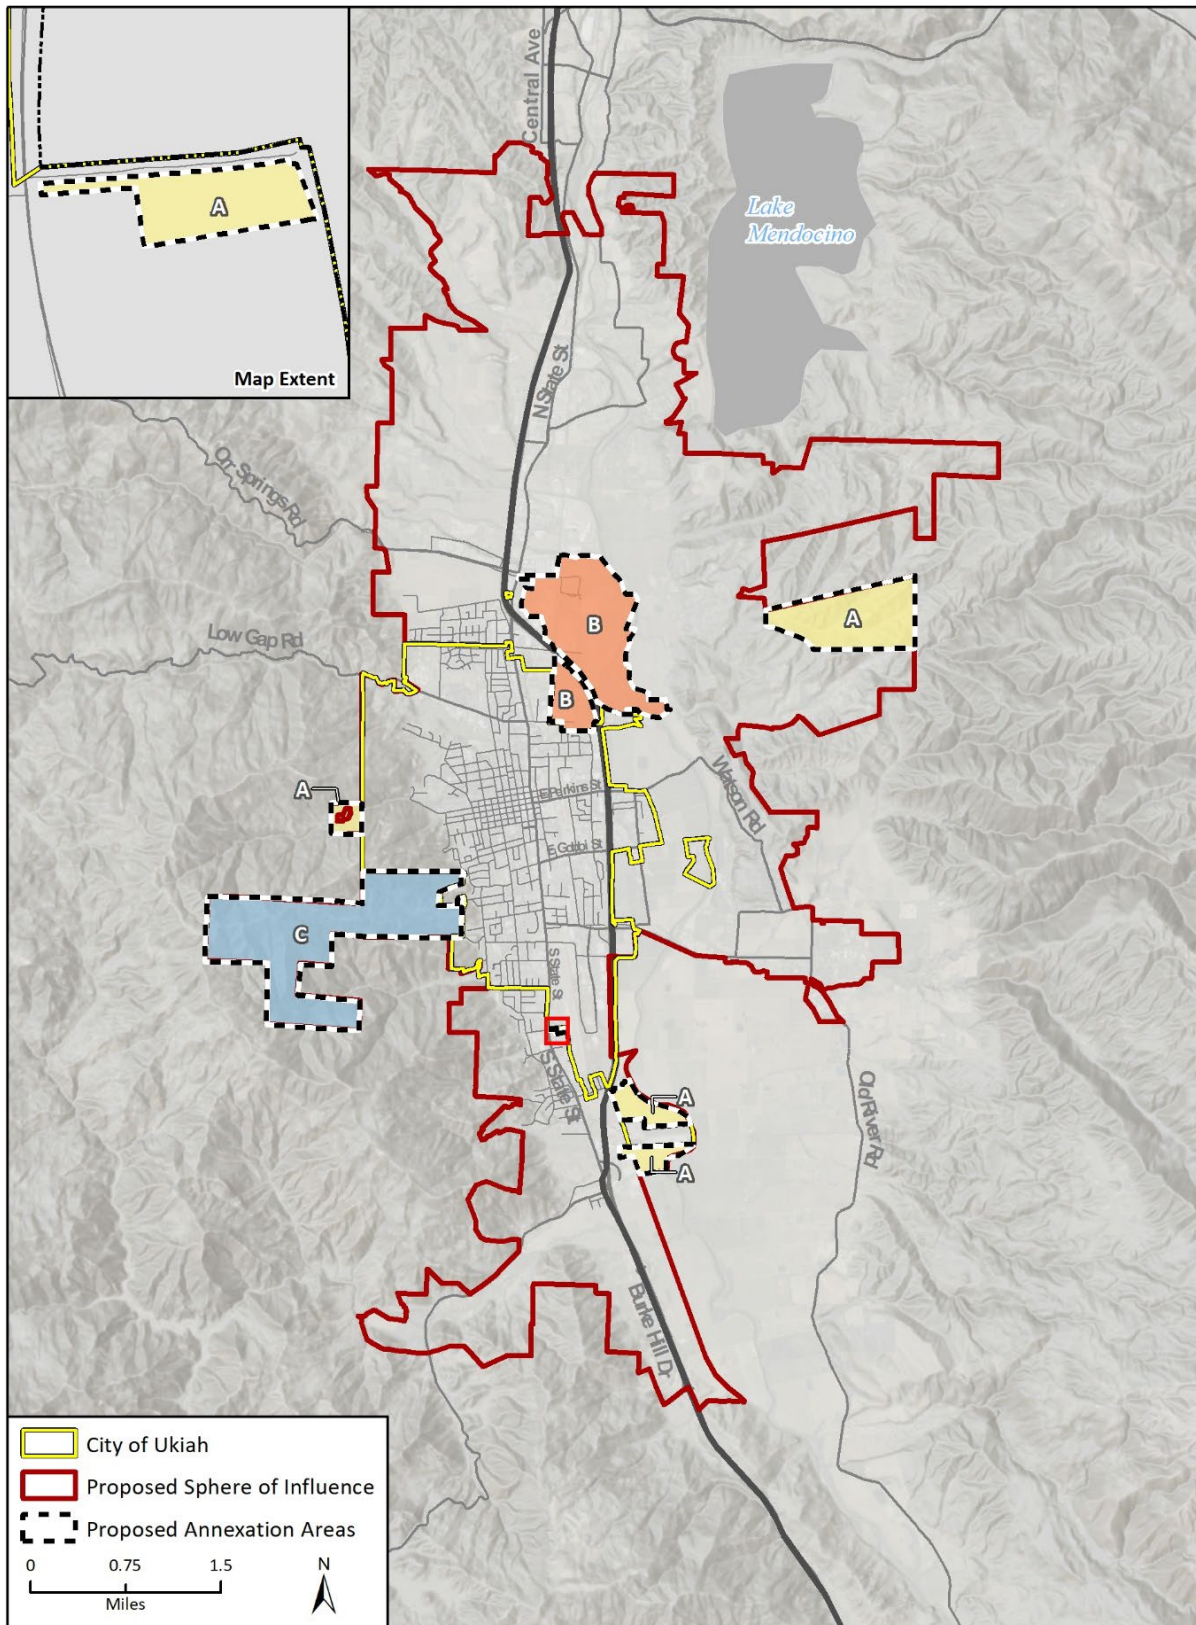 Central Ave
A
Lake
Mendocino
Map Extent
N State St
Orr Springs Rd
A
B
Low Gap Rd
B
Watson Rd
A
E Perkins St
E Gobbi St
C
S State St
S State St
A
Old River Rd
A
Burke Hill Dr
City of Ukiah
Proposed Sphere of Influence
Proposed Annexation Areas
0 0.75 1.5
Miles
N